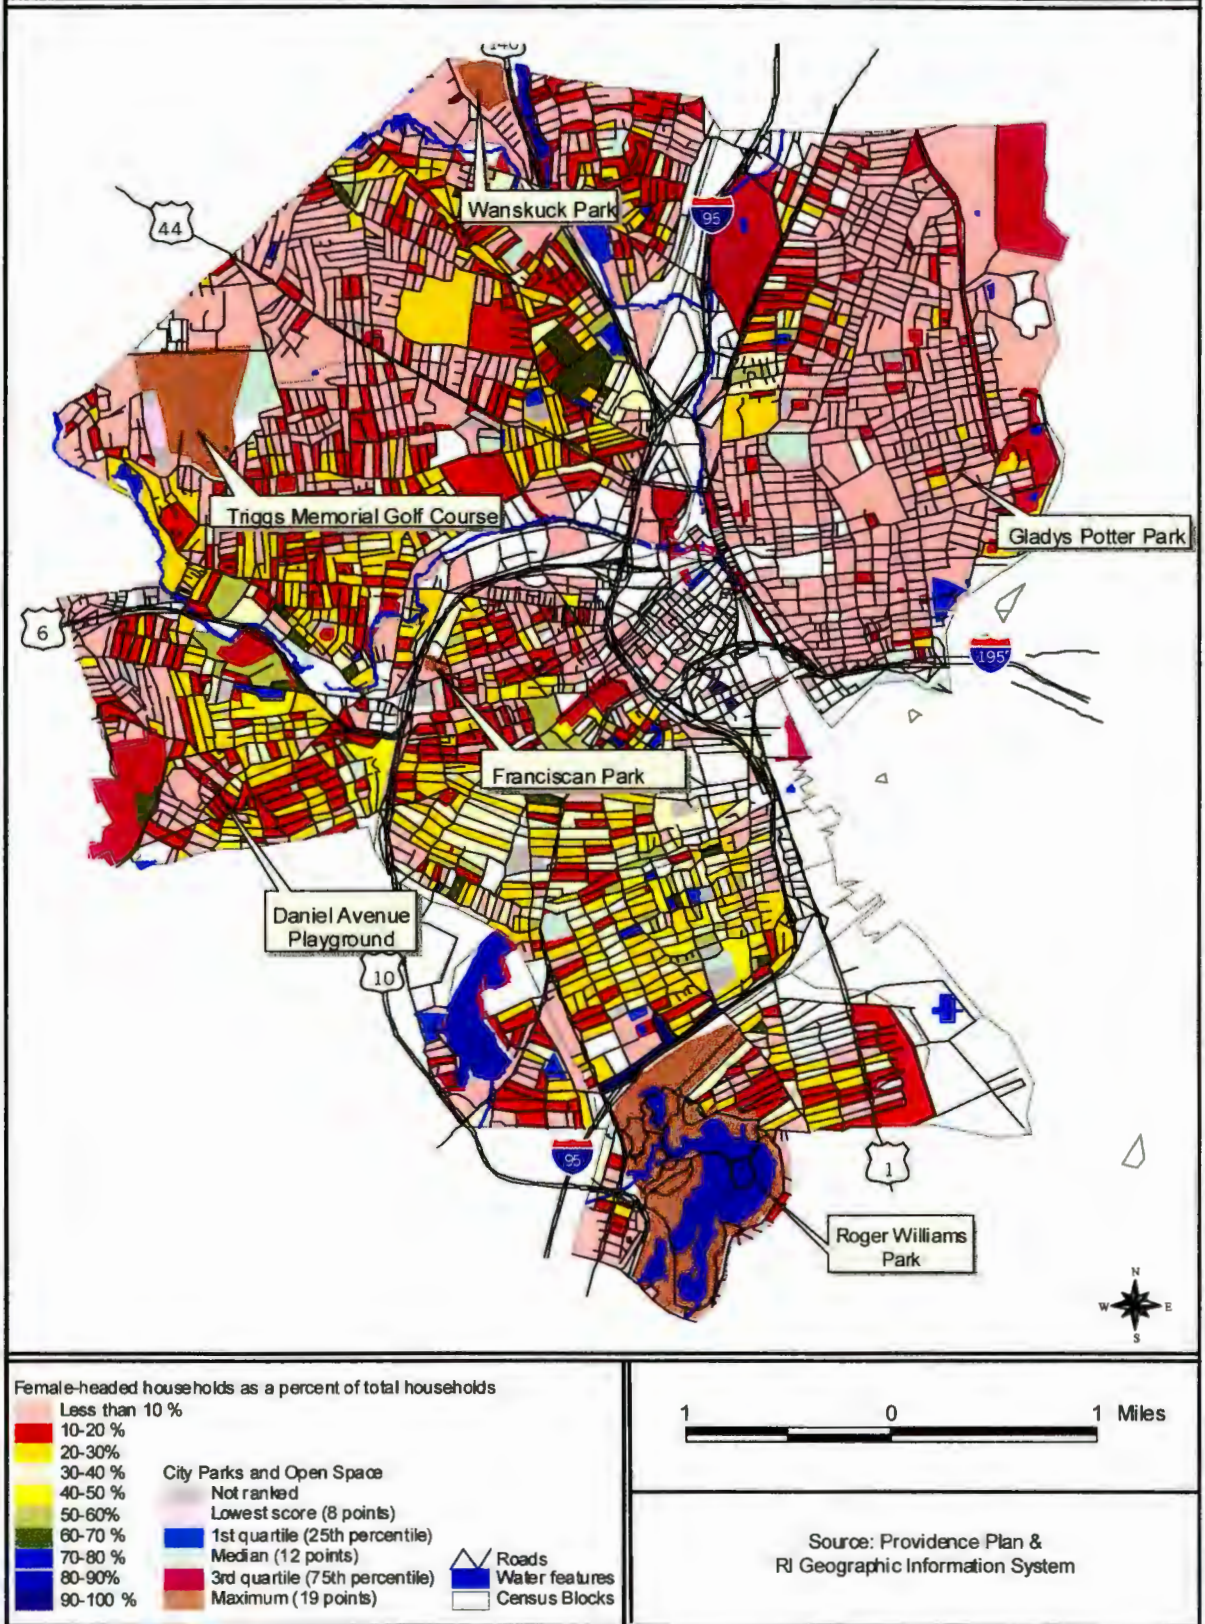 146
44
Wanskuck Park
95
Triggs Memorial Golf Course
Gladys Potter Park
6
195
Franciscan Park
Daniel Avenue
Playground
10
95
1
Roger Williams
Park
N
W E
S
Female-headed households as a percent of total households
Less than 10 %
10-20 %
20-30%
30-40 %
40-50 %
50-60%
60-70 %
70-80 %
80-90%
90-100 %
City Parks and Open Space
Not ranked
Lowest score (8 points)
1st quartile (25th percentile)
Median (12 points)
3rd quartile (75th percentile)
Maximum (19 points)
Roads
Water features
Census Blocks
1 0 1 Miles
Source: Providence Plan &
RI Geographic Information System